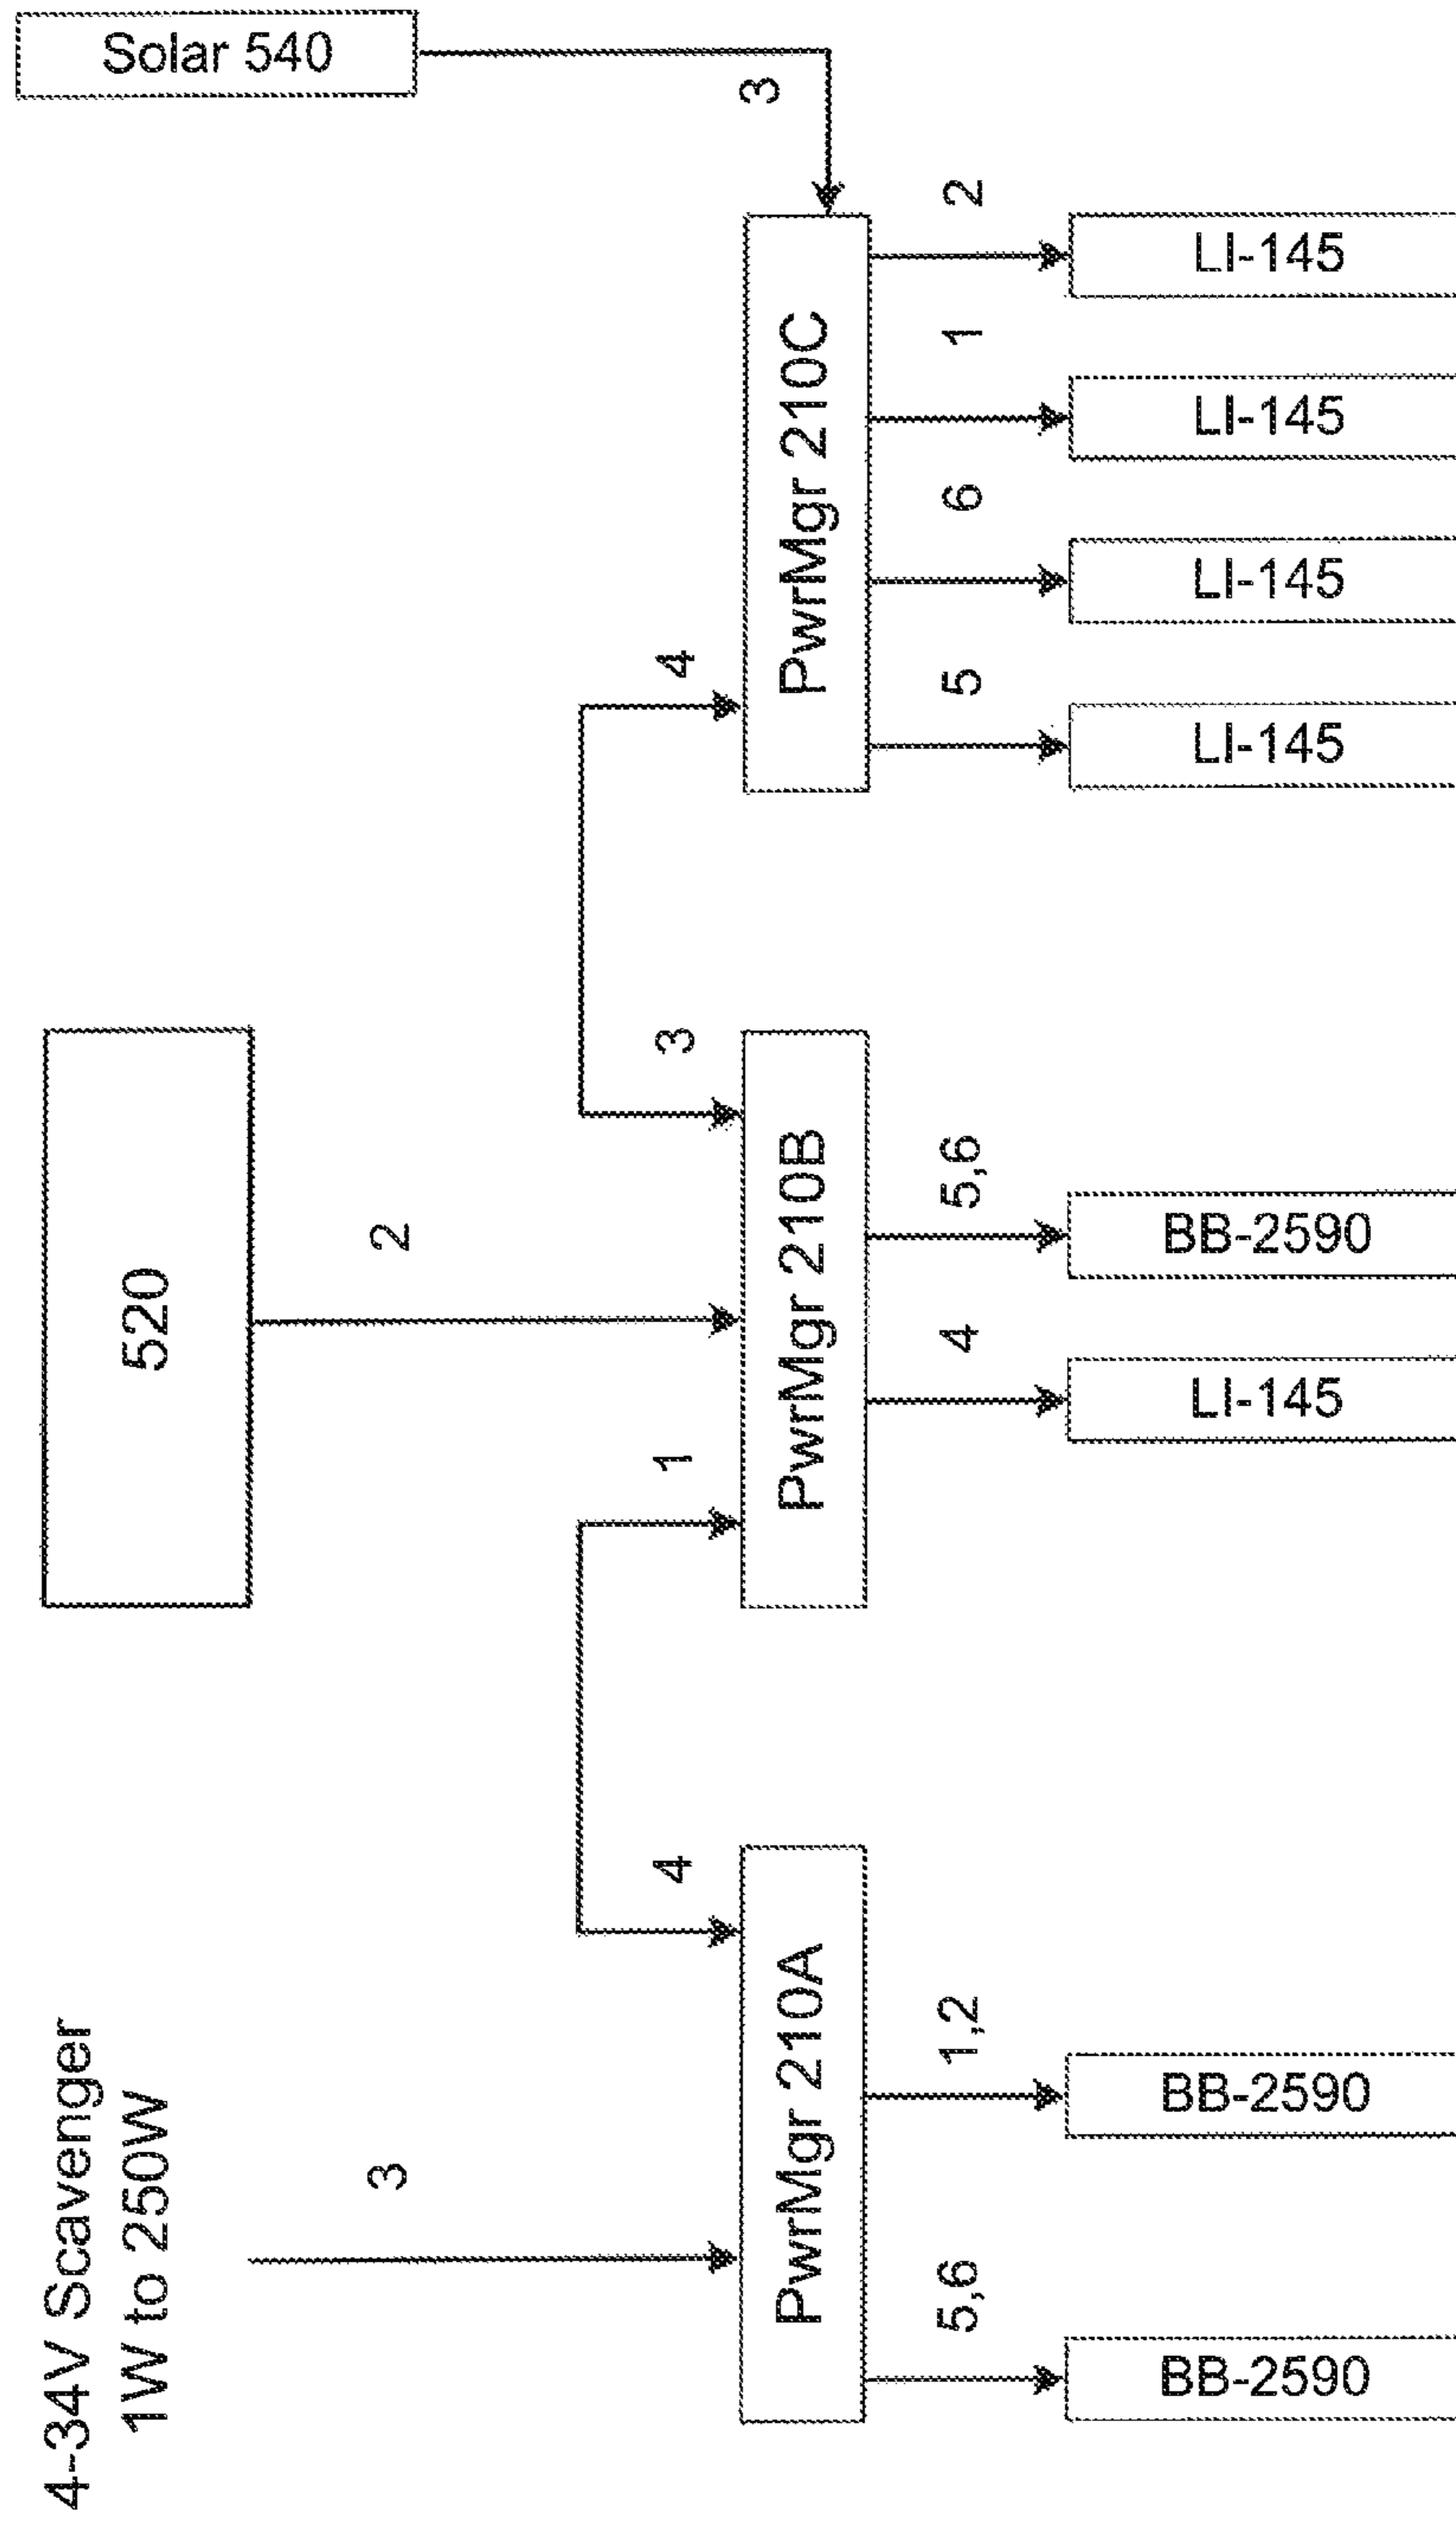 4-34V Scavenger
1W to 250W
520
Solar 540
3
2
3
4
1
3
4
PwrMgr 210A
PwrMgr 210B
PwrMgr 210C
5,6
1,2
4
5,6
5
6
1
2
BB-2590
BB-2590
LI-145
BB-2590
LI-145
LI-145
LI-145
LI-145